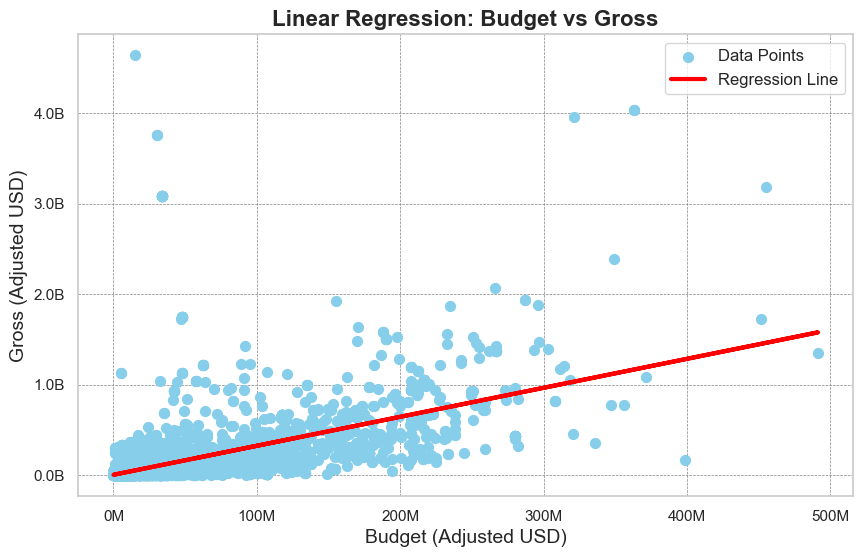 Linear Regression: Budget vs Gross
Data Points
Regression Line
Gross (Adjusted USD)
4.0B
3.0B
2.0B
1.0B
0.0B
0M 100M 200M 300M 400M 500M
Budget (Adjusted USD)